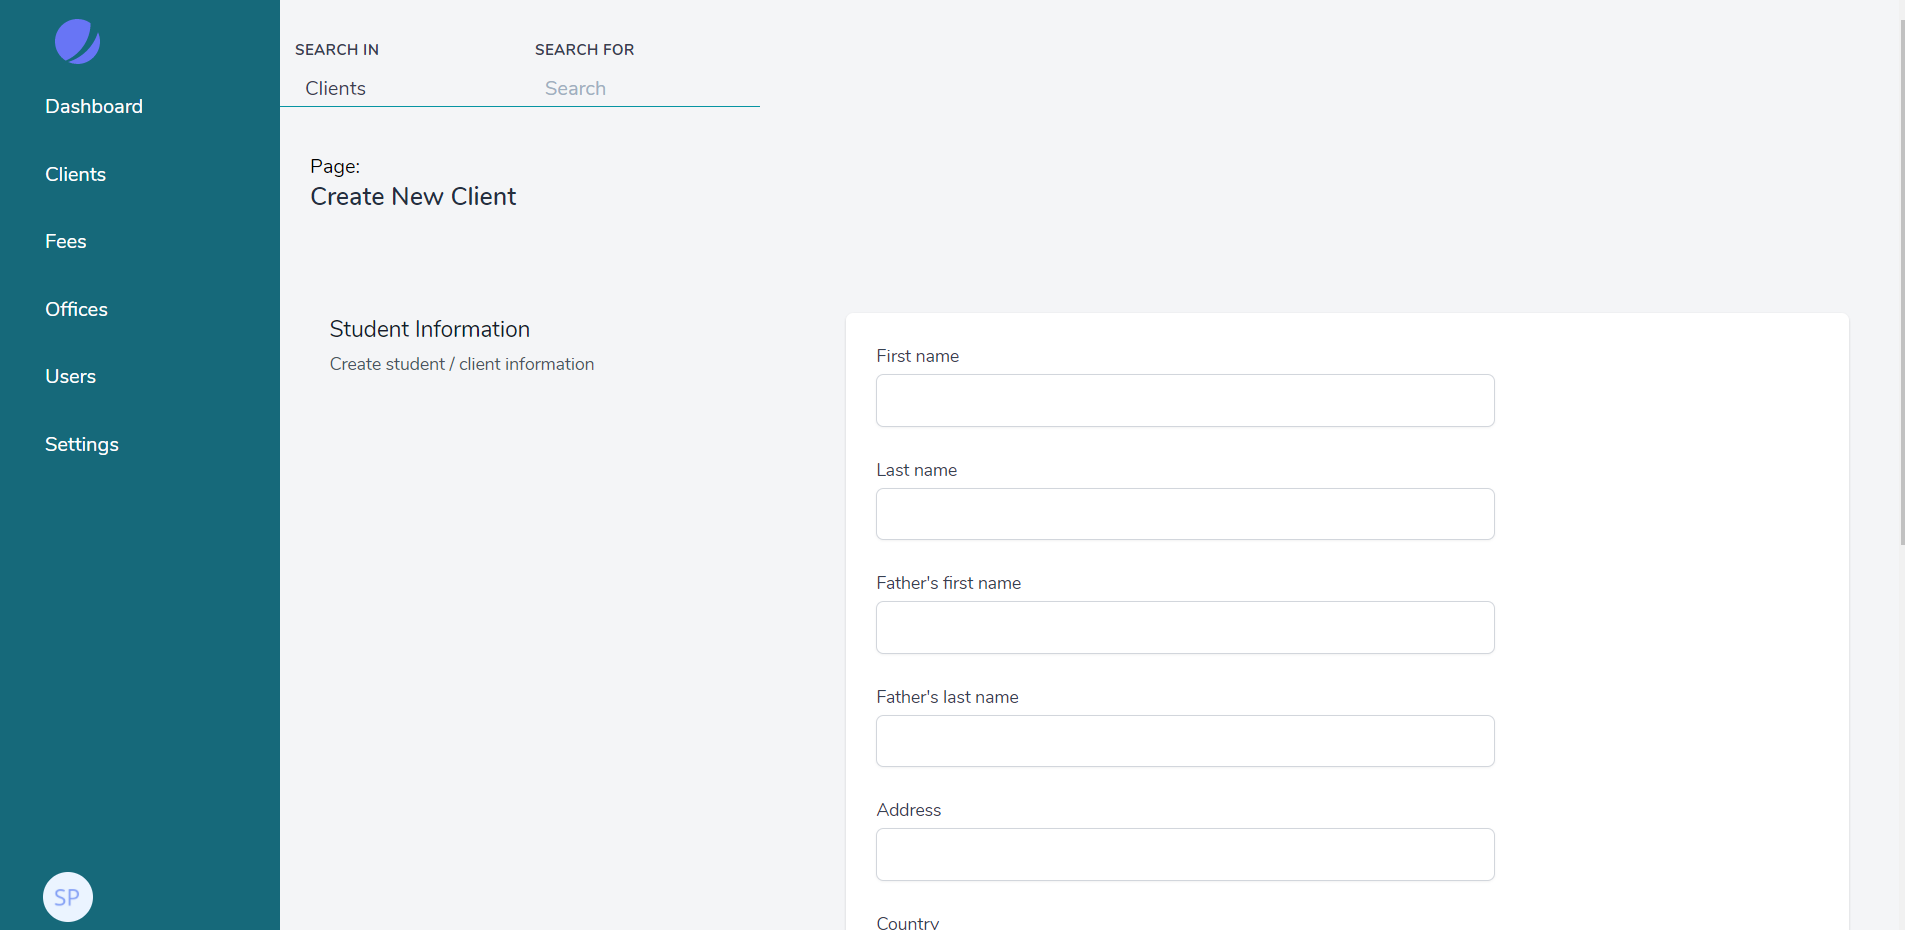 Dashboard
Clients
Fees
Offices
Users
Settings
SP
SEARCH IN
SEARCH FOR
Clients
Search
Page:
Create New Client
Student Information
Create student / client information
First name
Last name
Father's first name
Father's last name
Address
Country